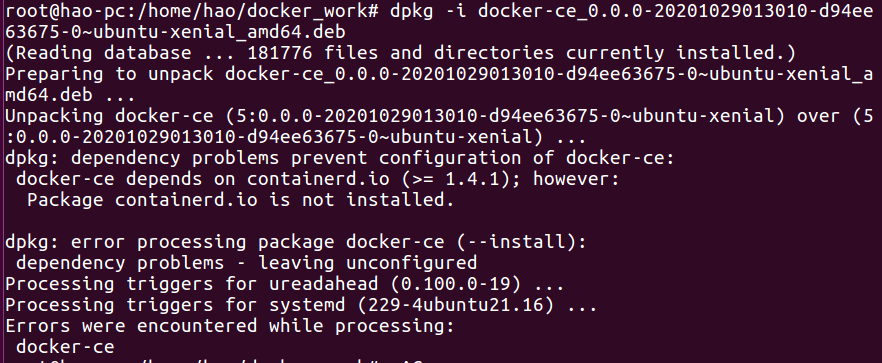 root@hao-pc:/home/hao/docker_work# dpkg -i docker-ce_0.0.0-20201029013010-d94ee
63675-0~ubuntu-xenial_amd64.deb
(Reading database ... 181776 files and directories currently installed.)
Preparing to unpack docker-ce_0.0.0-20201029013010-d94ee63675-0~ubuntu-xenial_a
md64.deb ...
Unpacking docker-ce (5:0.0.0-20201029013010-d94ee63675-0~ubuntu-xenial) over (5
:0.0.0-20201029013010-d94ee63675-0~ubuntu-xenial) ...
dpkg: dependency problems prevent configuration of docker-ce:
 docker-ce depends on containerd.io (>= 1.4.1); however:
  Package containerd.io is not installed.

dpkg: error processing package docker-ce (--install):
 dependency problems - leaving unconfigured
Processing triggers for ureadahead (0.100.0-19) ...
Processing triggers for systemd (229-4ubuntu21.16) ...
Errors were encountered while processing:
 docker-ce